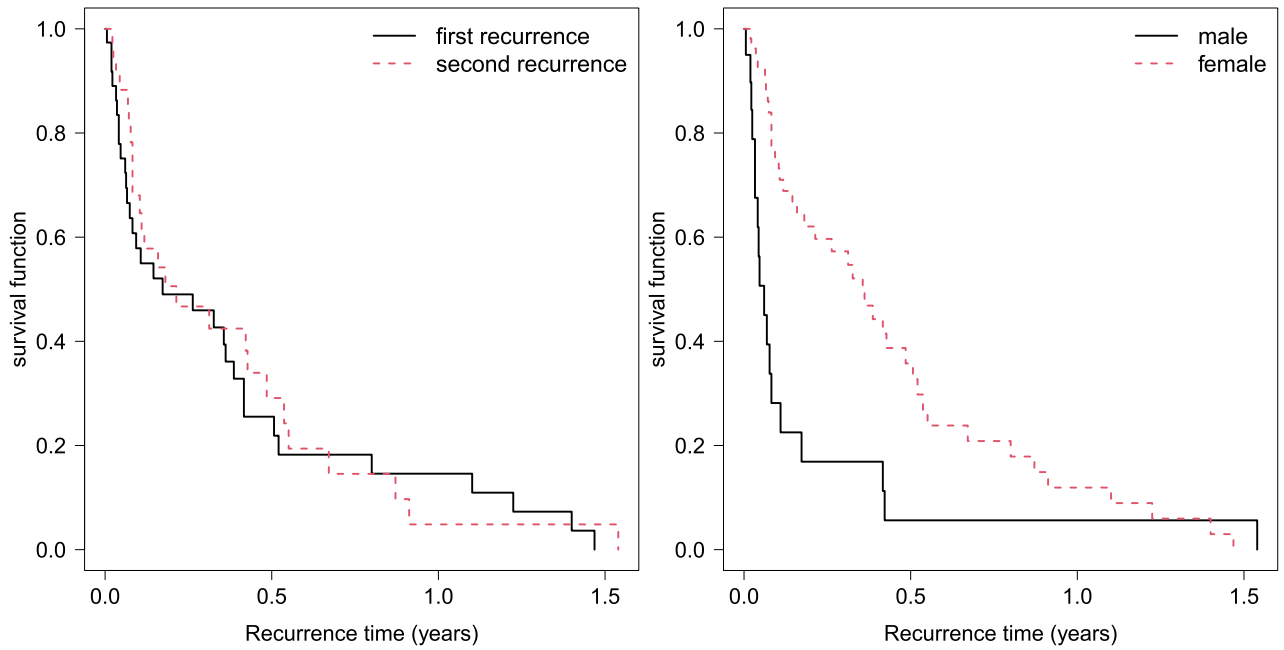 first recurrence
second recurrence
survival function
1.0
0.8
0.6
0.4
0.2
0.0
0.0 0.5 1.0 1.5
Recurrence time (years)
male
female
survival function
1.0
0.8
0.6
0.4
0.2
0.0
0.0 0.5 1.0 1.5
Recurrence time (years)